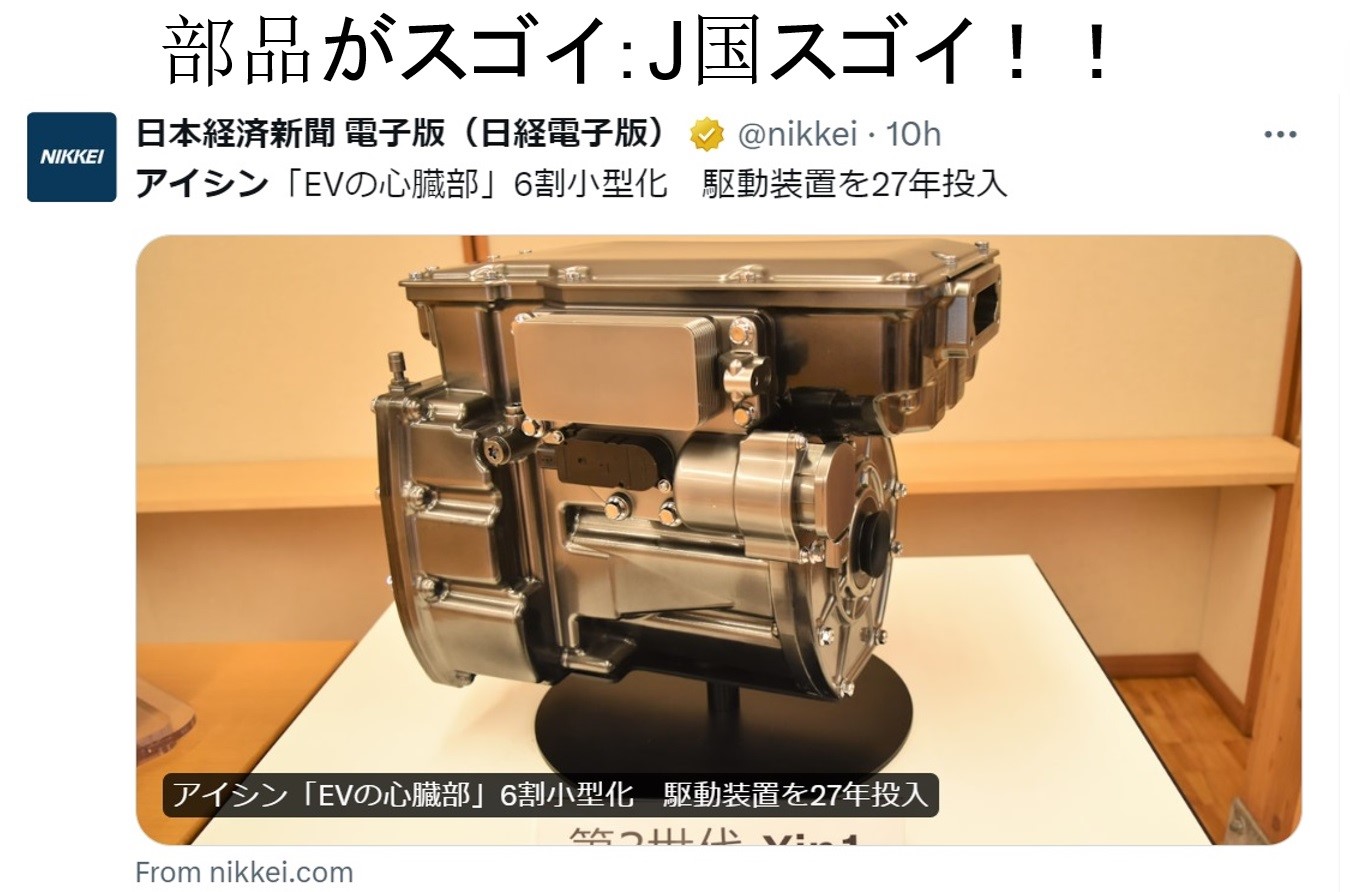 部品がスゴイ:J国スゴイ！！
NIKKEI
日本経済新聞 電子版（日経電子版） @nikkei · 10h
アイシン「EVの心臓部」6割小型化　駆動装置を27年投入
アイシン「EVの心臓部」6割小型化　駆動装置を27年投入
From nikkei.com